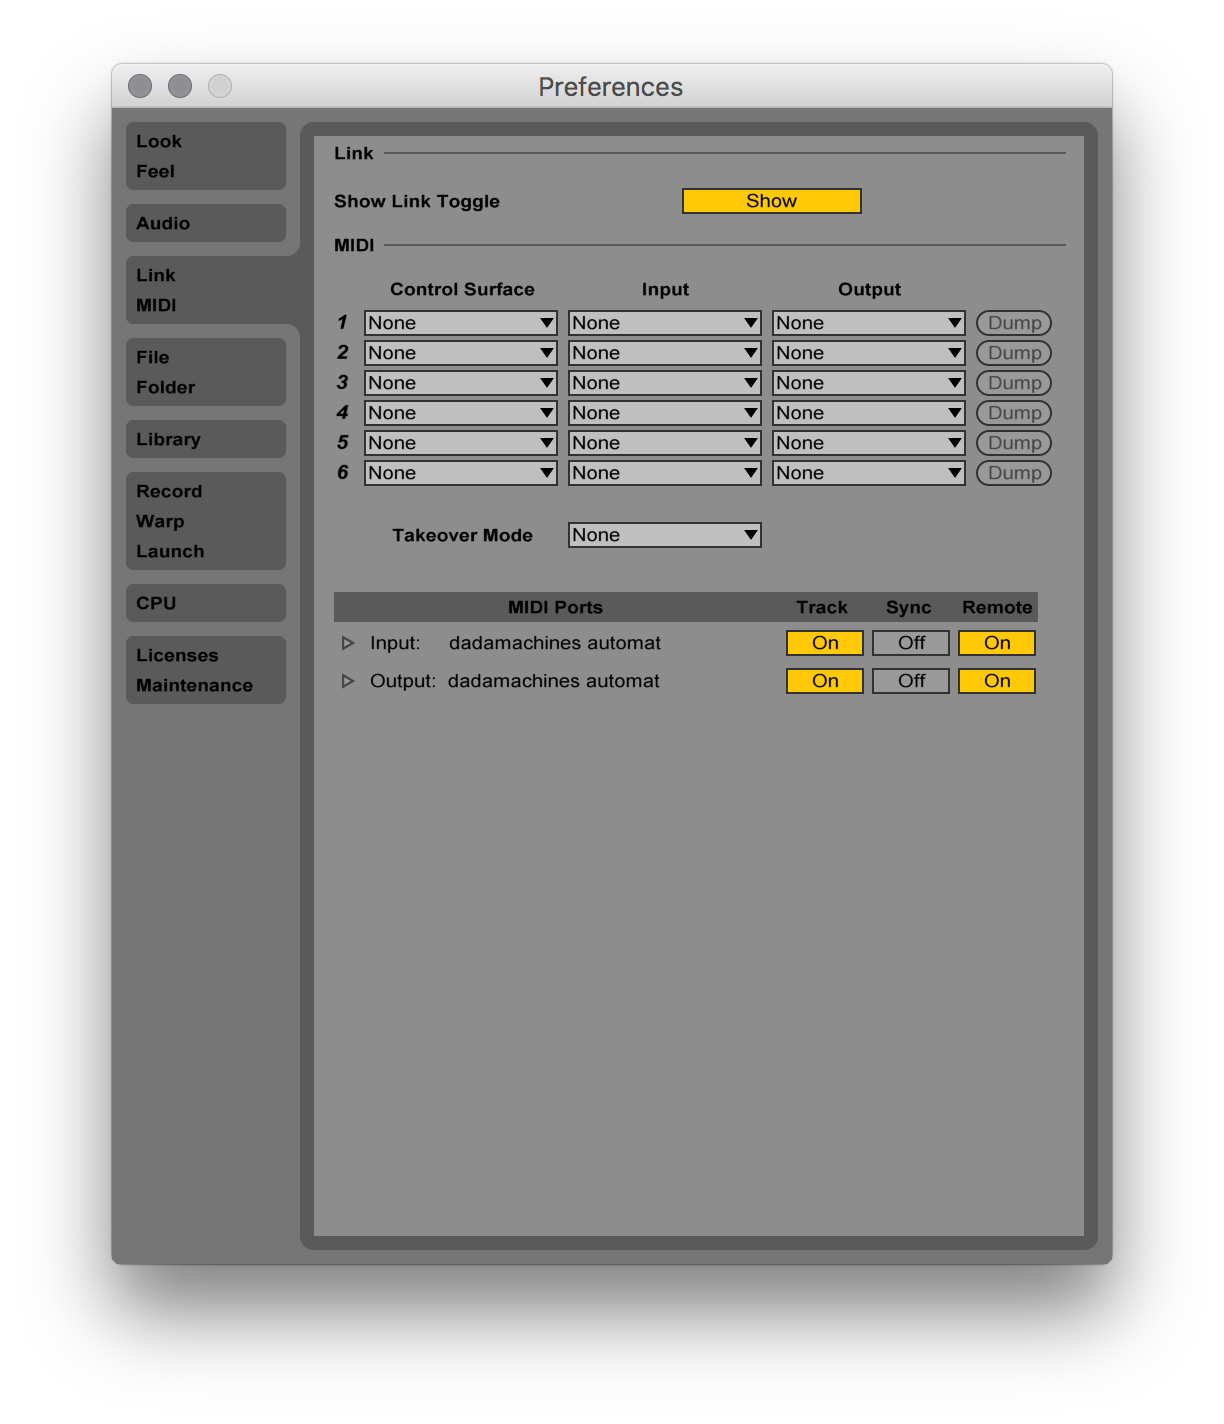 Preferences
Look
Feel
Audio
Link
MIDI
File
Folder
Library
Record
Warp
Launch
CPU
Licenses
Maintenance
Link
Show Link Toggle Show
MIDI
Control Surface Input Output
1 None None None Dump
2 None None None Dump
3 None None None Dump
4 None None None Dump
5 None None None Dump
6 None None None Dump
Takeover Mode None
MIDI Ports Track Sync Remote
Input: dadamachines automat On Off On
Output: dadamachines automat On Off On